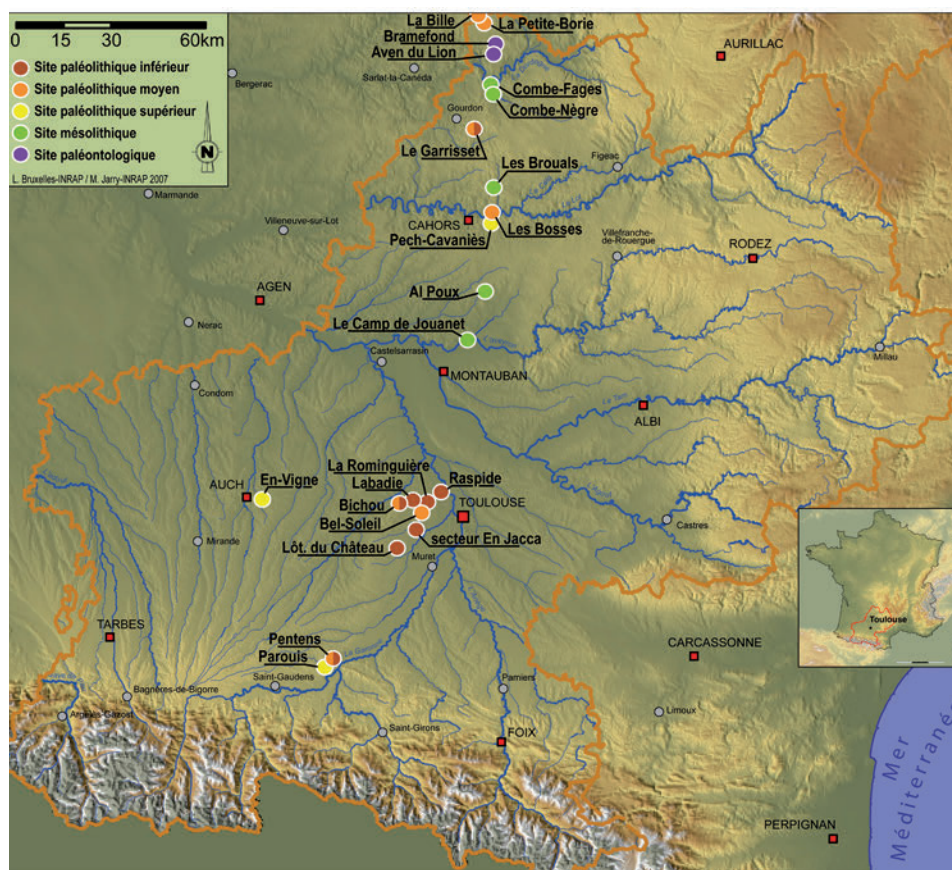 0 15 30 60km
Site paléolithique inférieur
Site paléolithique moyen
Site paléolithique supérieur
Site mésolithique
Site paléontologique
N
L. Bruxelles-INRAP / M. Jarry-INRAP 2007
La Bille
La Petite-Borie
Bramefond
Aven du Lion
AURILLAC
Sarlat-la-Canéda
Bergerac
Combe-Fages
Combe-Nègre
Gourdon
Le Garrisset
Les Brouals
Figeac
Marmande
Villeneuve-sur-Lot
CAHORS
Les Bosses
Pech-Cavaniès
Villefranche-
de-Rouergue
RODEZ
AGEN
Al Poux
Nérac
Le Camp de Jouanet
Castelsarrasin
Millau
MONTAUBAN
Condom
Le Tarn
ALBI
La Rominguière
Raspide
En-Vigne
Labadie
AUCH
Bichou
TOULOUSE
Bel-Soleil
Castres
secteur En Jacca
Mirande
Lôt. du Château
Muret
Toulouse
TARBES
Pentens
La Garonne
CARCASSONNE
Parouis
Saint-Gaudens
Pamiers
Bagnères-de-Bigorre
Limoux
Argelès-Gazost
Saint-Girons
FOIX
Mer
Méditerranée
PERPIGNAN